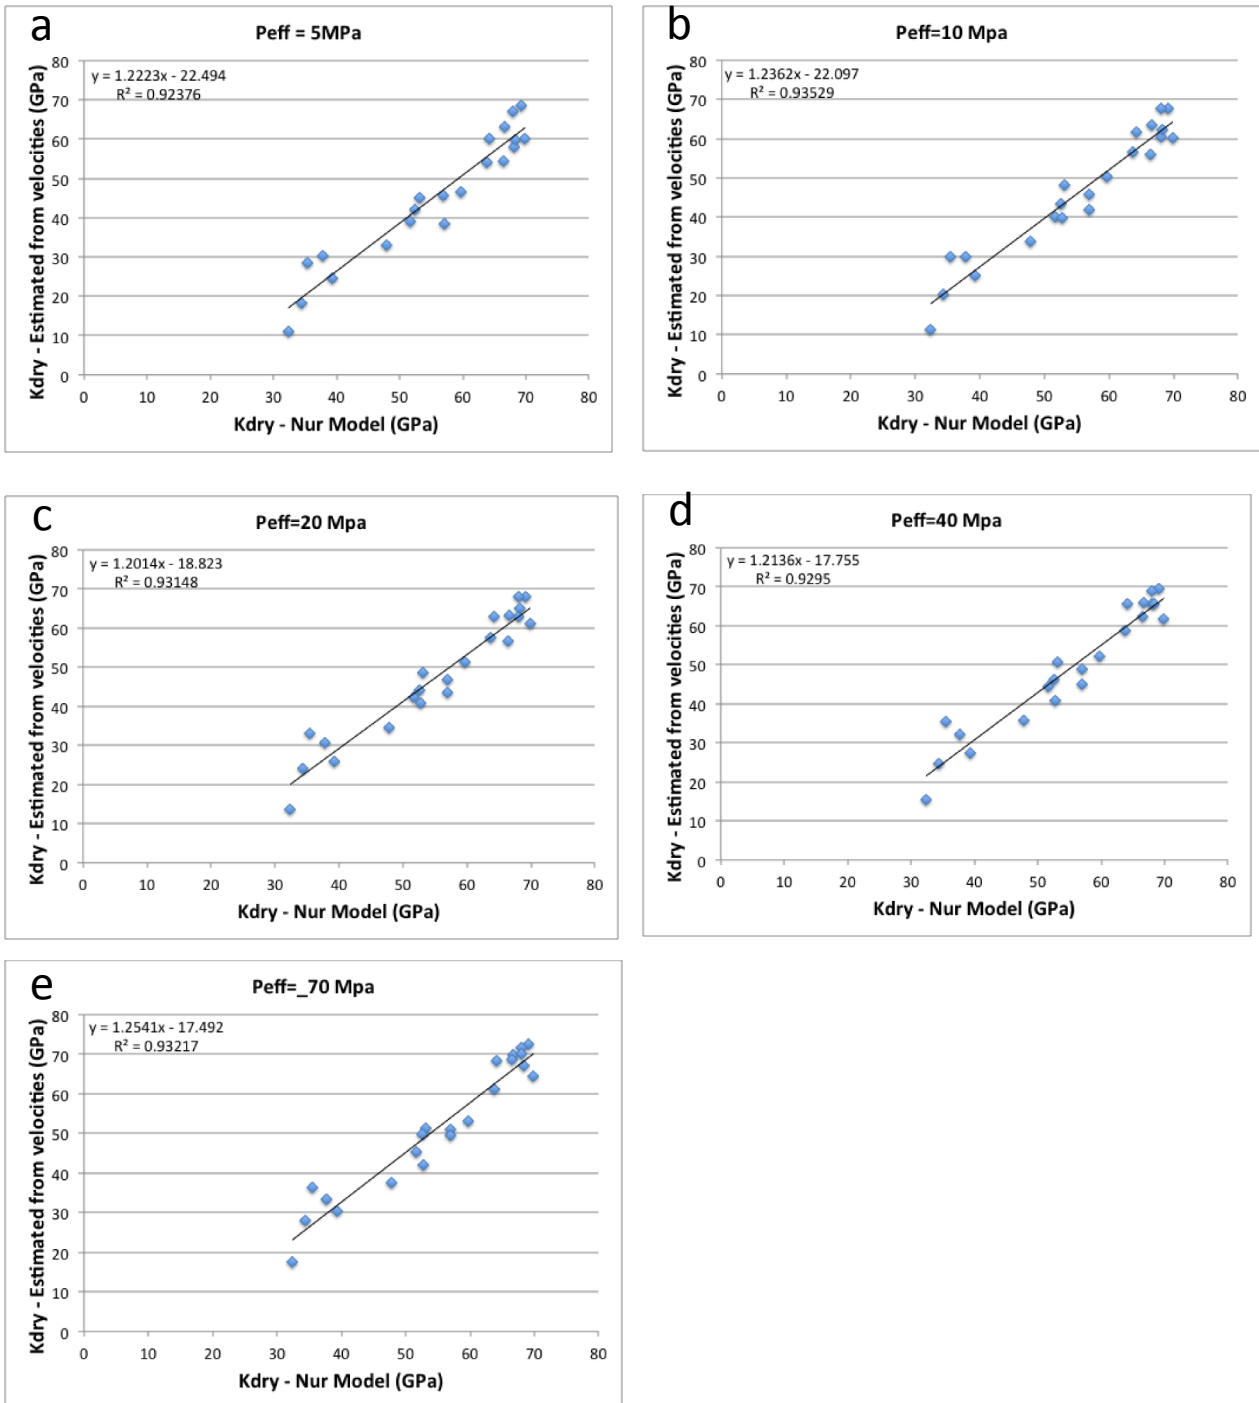 a
Peff = 5MPa
y = 1.2223x - 22.494
R² = 0.92376
Kdry - Estimated from velocities (GPa)
80
70
60
50
40
30
20
10
0
0 10 20 30 40 50 60 70 80
Kdry - Nur Model (GPa)
b
Peff=10 Mpa
y = 1.2362x - 22.097
R² = 0.93529
Kdry - Estimated from velocities (GPa)
80
70
60
50
40
30
20
10
0
0 10 20 30 40 50 60 70 80
Kdry - Nur Model (GPa)
c
Peff=20 Mpa
y = 1.2014x - 18.823
R² = 0.93148
Kdry - Estimated from velocities (GPa)
80
70
60
50
40
30
20
10
0
0 10 20 30 40 50 60 70 80
Kdry - Nur Model (GPa)
d
Peff=40 Mpa
y = 1.2136x - 17.755
R² = 0.9295
Kdry - Estimated from velocities (GPa)
80
70
60
50
40
30
20
10
0
0 10 20 30 40 50 60 70 80
Kdry - Nur Model (GPa)
e
Peff=_70 Mpa
y = 1.2541x - 17.492
R² = 0.93217
Kdry - Estimated from velocities (GPa)
80
70
60
50
40
30
20
10
0
0 10 20 30 40 50 60 70 80
Kdry - Nur Model (GPa)